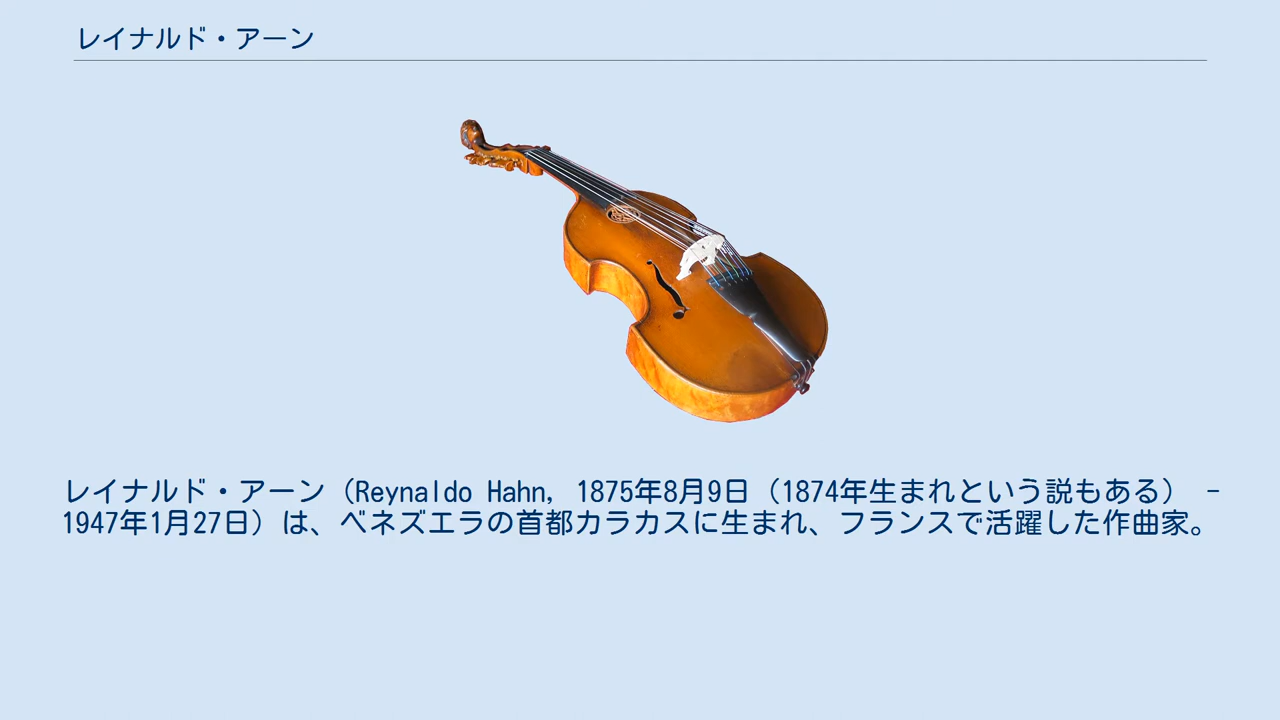 レイナルド・アーン
レイナルド・アーン（Reynaldo Hahn, 1875年8月9日（1874年生まれという説もある） -
1947年1月27日）は、ベネズエラの首都カラカスに生まれ、フランスで活躍した作曲家。